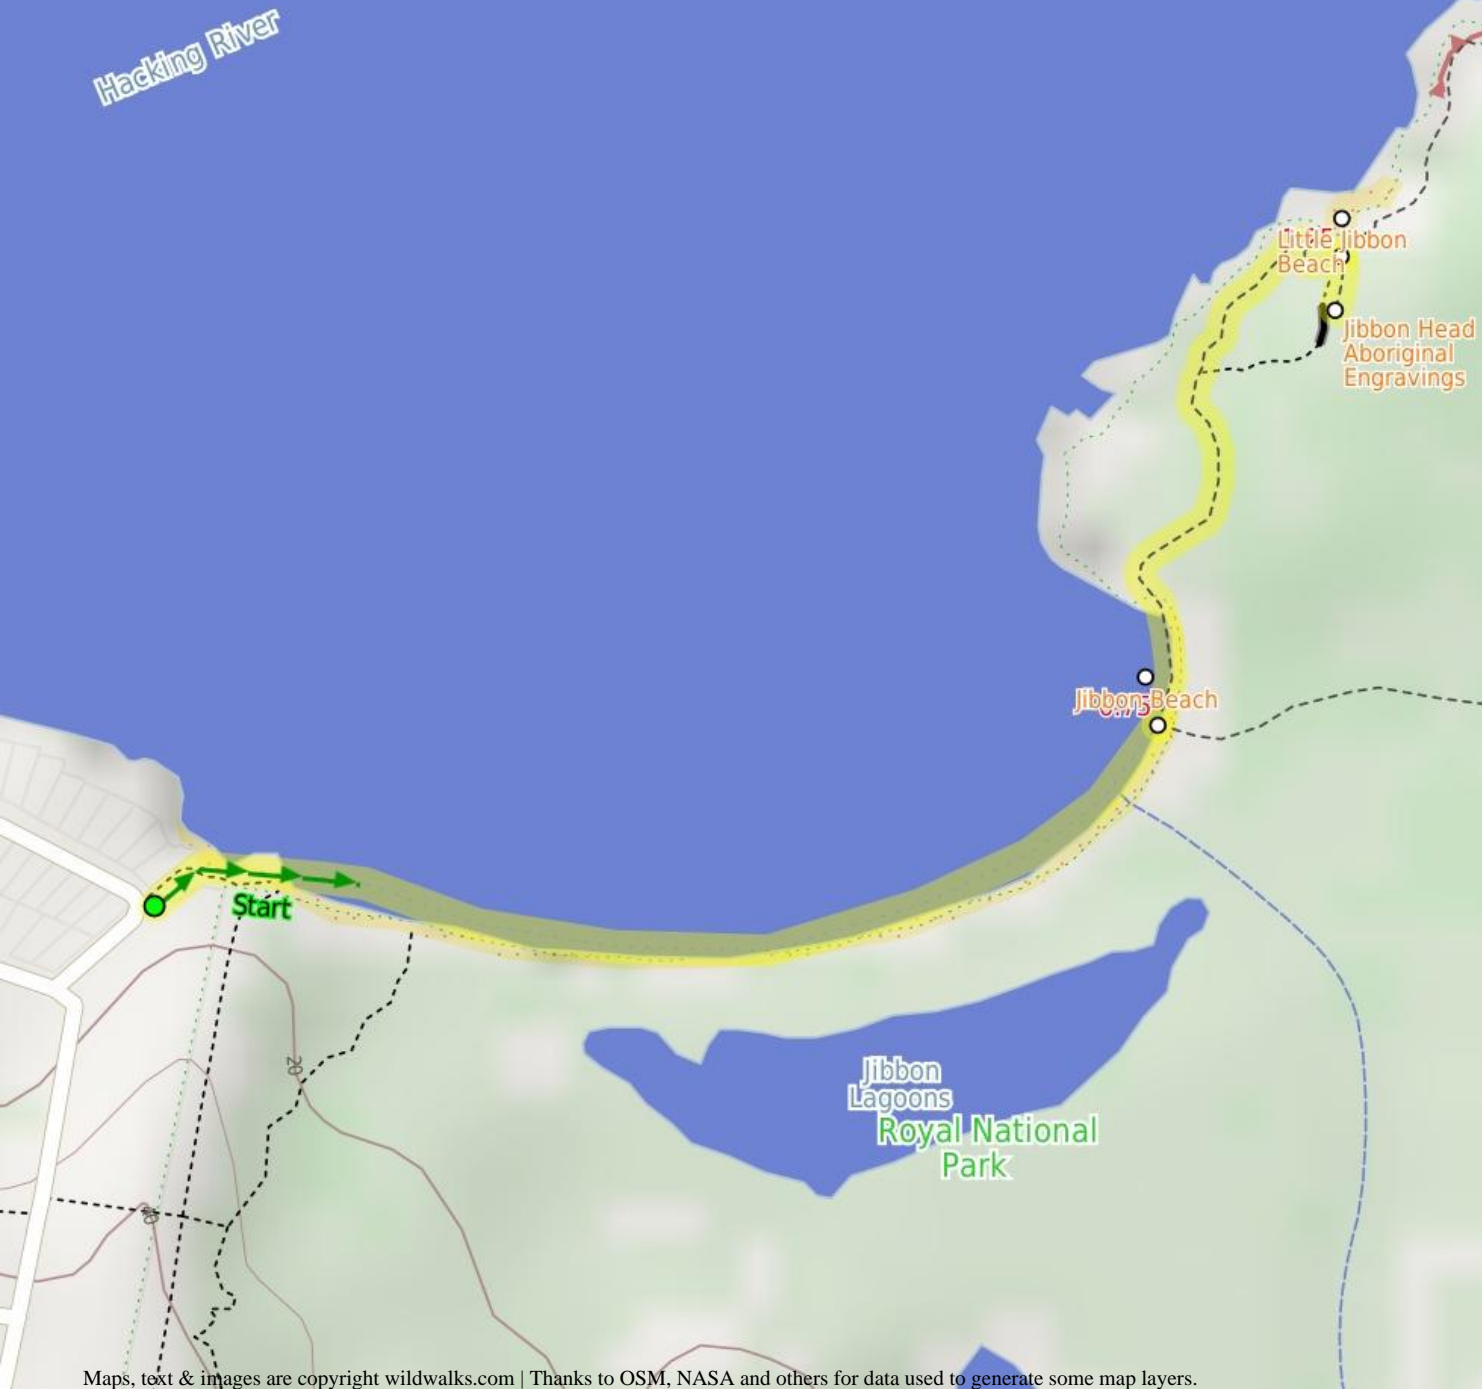 Hacking River
Little Jibbon
Beach
Jibbon Head
Aboriginal
Engravings
Jibbon Beach
0.75
Start
20
Jibbon
Lagoons
Royal National
Park
40
Maps, text & images are copyright wildwalks.com | Thanks to OSM, NASA and others for data used to generate some map layers.